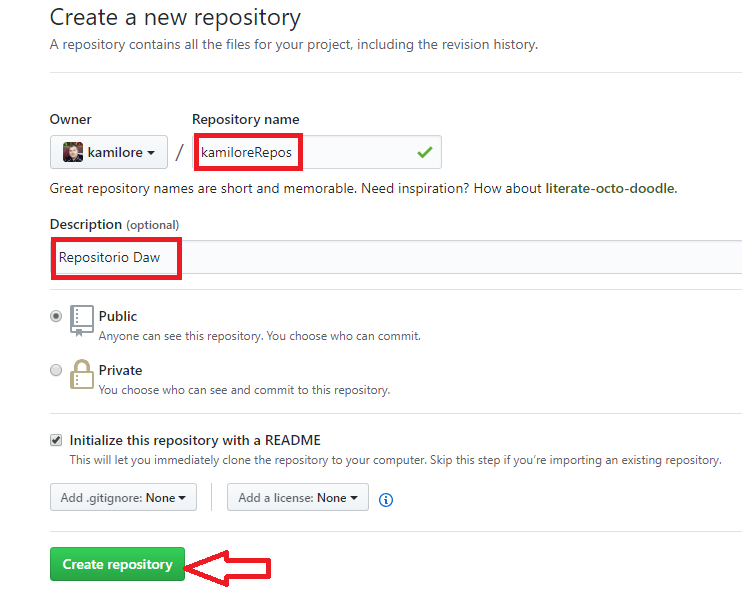 Create a new repository
A repository contains all the files for your project, including the revision history.
Owner
Repository name
kamilore / kamiloreRepos
Great repository names are short and memorable. Need inspiration? How about literate-octo-doodle.
Description (optional)
Repositorio Daw
Public
Anyone can see this repository. You choose who can commit.
Private
You choose who can see and commit to this repository.
Initialize this repository with a README
This will let you immediately clone the repository to your computer. Skip this step if you’re importing an existing repository.
Add .gitignore: None
Add a license: None
Create repository